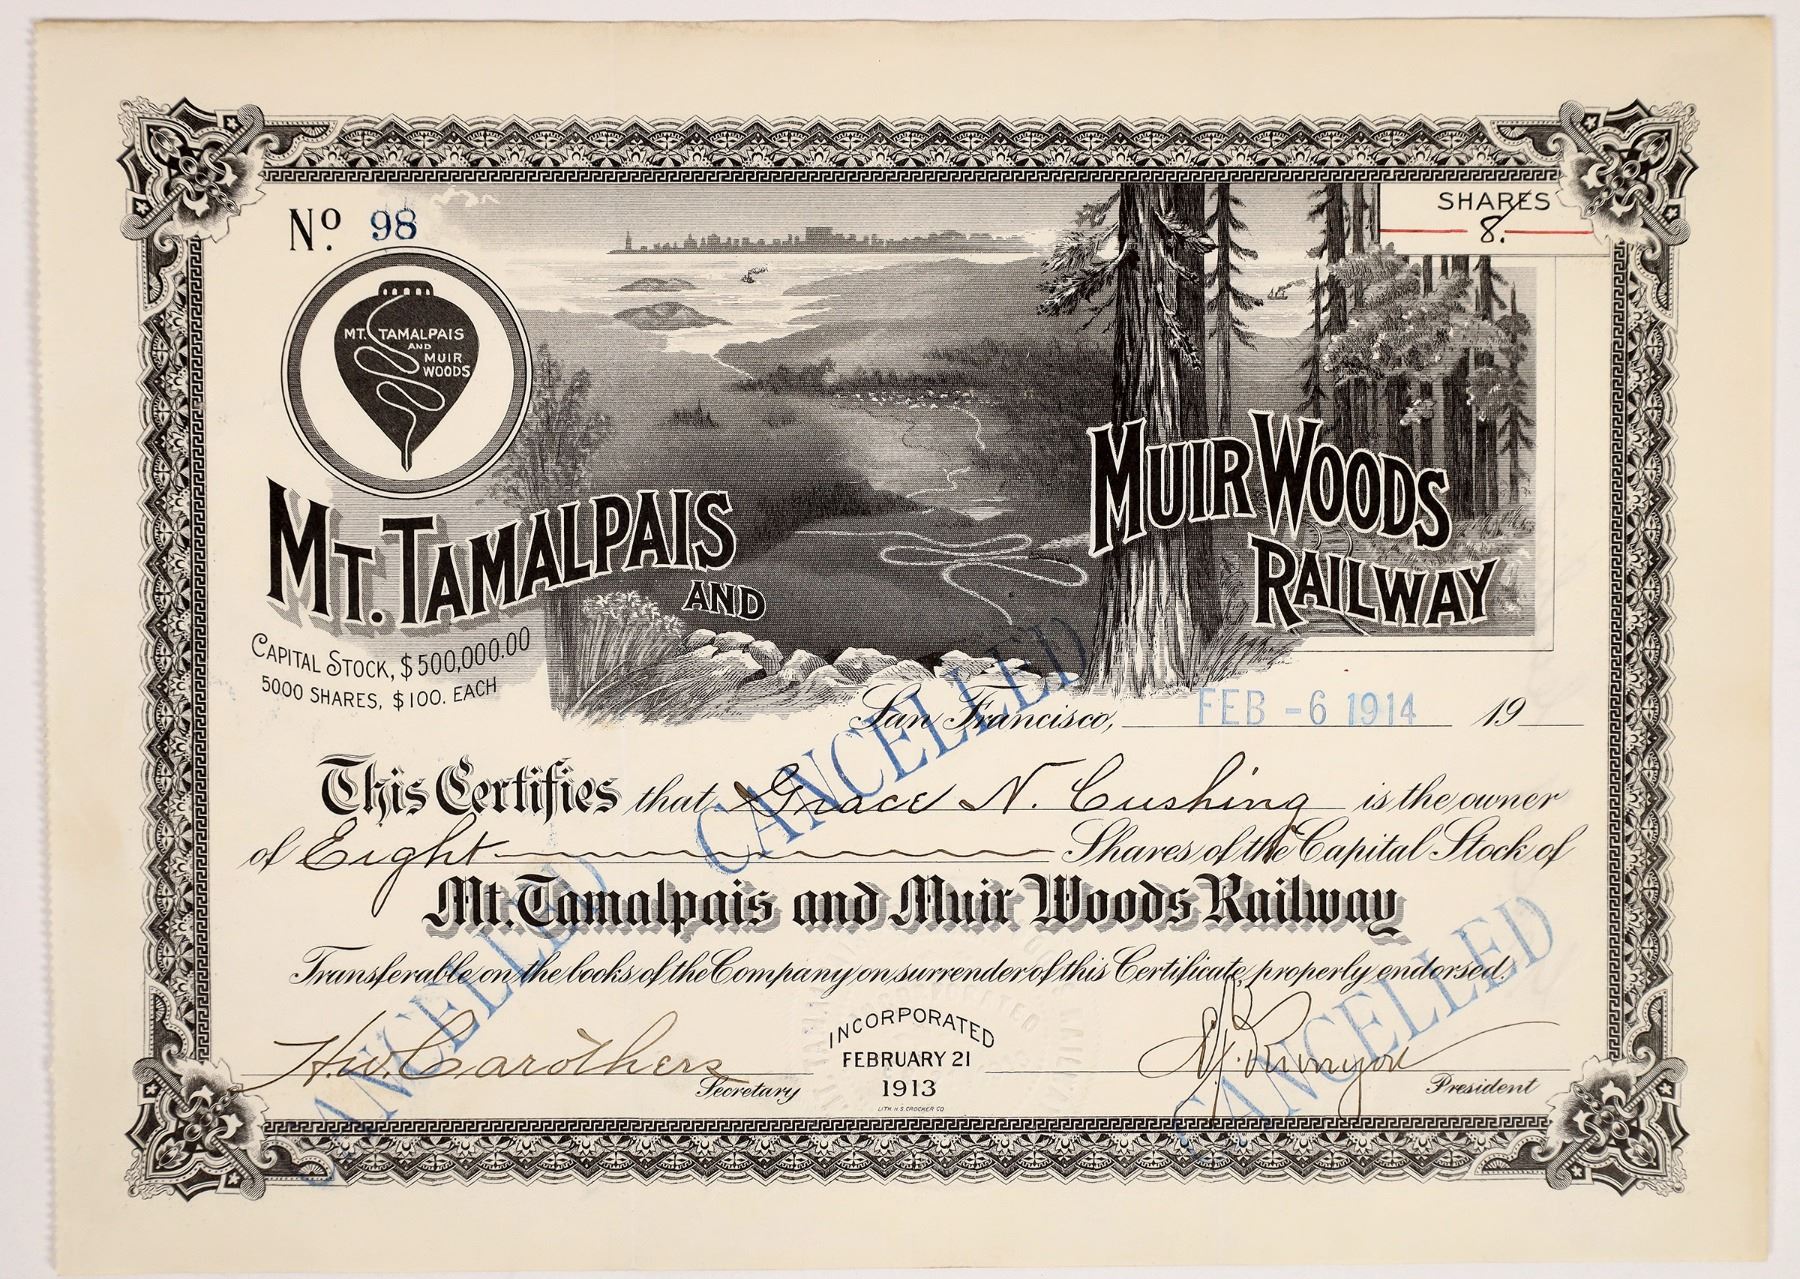 No. 98
SHARES
8.
MT. TAMALPAIS
AND
MUIR
WOODS
MT. TAMALPAIS
AND
MUIR WOODS
RAILWAY
CAPITAL STOCK, $500,000.00
5000 SHARES, $100. EACH
San Francisco, FEB -6 1914 19
This Certifies that Grace N. Cushing is the owner
of Eight Shares of the Capital Stock of
Mt. Tamalpais and Muir Woods Railway
Transferable on the books of the Company on surrender of this Certificate, properly endorsed.
H.W. Carothers
Secretary
INCORPORATED
FEBRUARY 21
1913
LITH. H.S. CROCKER CO
Runyon
President
CANCELLED
CANCELLED
CANCELLED